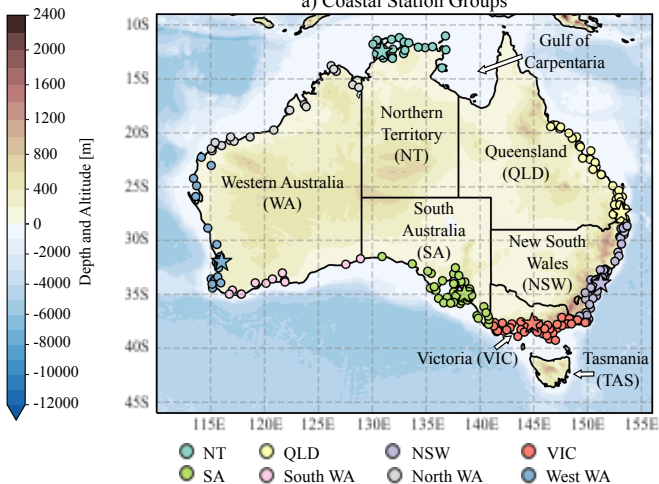 a) Coastal Station Groups
2400
2000
1600
1200
800
400
0
-2000
-4000
-6000
-8000
-10000
-12000
Depth and Altitude [m]
10S
15S
20S
25S
30S
35S
40S
45S
Gulf of
Carpentaria
Northern
Territory
(NT)
Queensland
(QLD)
Western Australia
(WA)
South
Australia
(SA)
New South
Wales
(NSW)
Victoria (VIC)
Tasmania
(TAS)
115E 120E 125E 130E 135E 140E 145E 150E 155E
NT QLD NSW VIC
SA South WA North WA West WA